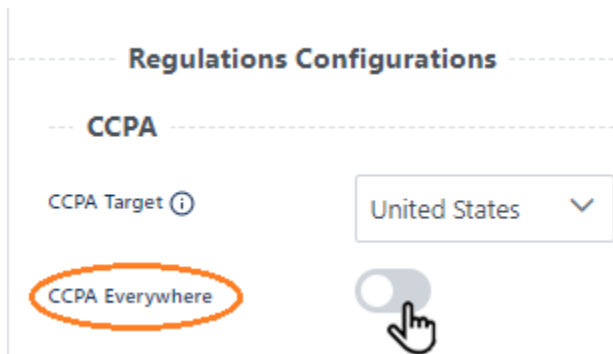 Regulations Configurations
CCPA
CCPA Target
United States
CCPA Everywhere